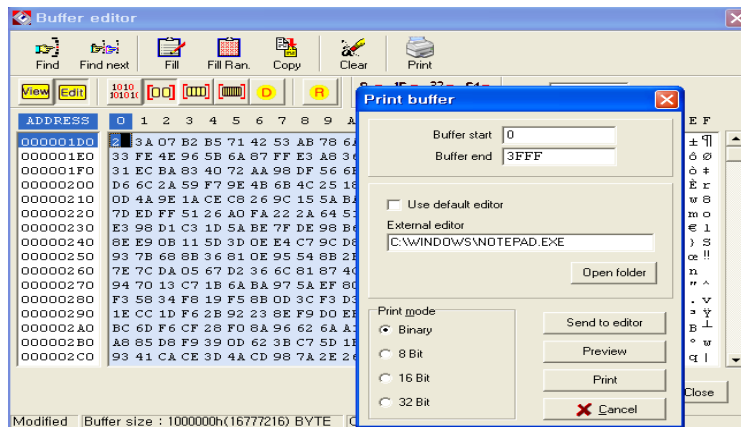 Buffer editor
Find Find next Fill Fill Ran. Copy Clear Print
View Edit D R
ADDRESS 0 1 2 3 4 5 6 7 8 9 E F
000001D0 2 3A 07 B2 B5 71 42 53 AB 78 ± ¶
000001E0 33 FE 4E 96 5B 6A 87 FF E3 A8 ô Ø
000001F0 31 EC BA 83 40 72 AA 98 DF 56 ò ‡
00000200 D6 6C 2A 59 F7 9E 4B 6B 4C 25 È r
00000210 0D 4A 9E 1A CE C8 26 9C 15 5A w 8
00000220 7D ED FF 51 26 A0 FA 22 2A 64 m o
00000230 E3 98 D1 C3 1D 5A BE 7F DE 98 € 1
00000240 8E E9 0B 11 5D 3D 0E E4 C7 9C } S
00000250 93 7B 68 8B 36 81 0E 95 54 8B œ ‼
00000260 7E 7C DA 05 67 D2 36 6C 81 87 n
00000270 94 70 13 C7 1B 6A BA 97 5A EF " ^
00000280 F3 58 34 F8 19 F5 8B 0D 3C F3 . v
00000290 1E CC 1D F6 2B 92 23 8E F9 D0 ³ Ÿ
000002A0 BC 6D F6 CF 28 F0 8A 96 62 6A B ┴
000002B0 A8 85 D8 F9 39 0D 62 3B C7 5D ° w
000002C0 93 41 CA CE 3D 4A CD 98 7A 2E q |
Print buffer
Buffer start 0
Buffer end 3FFF
Use default editor
External editor
C:\WINDOWS\NOTEPAD.EXE
Open folder
Print mode
Binary
8 Bit
16 Bit
32 Bit
Send to editor
Preview
Print
Cancel
Close
Modified Buffer size : 1000000h(16777216) BYTE